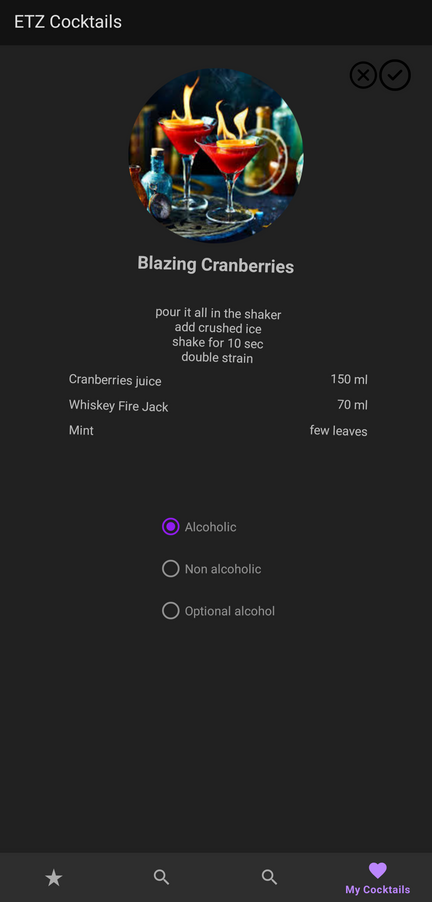 ETZ Cocktails
Blazing Cranberries
pour it all in the shaker
add crushed ice
shake for 10 sec
double strain
Cranberries juice 150 ml
Whiskey Fire Jack 70 ml
Mint few leaves
Alcoholic
Non alcoholic
Optional alcohol
My Cocktails